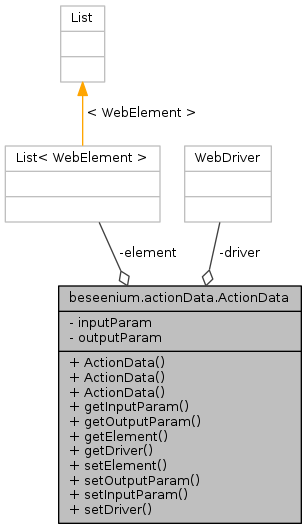 List
< WebElement >
List< WebElement >
WebDriver
-element
-driver
beseenium.actionData.ActionData
- inputParam
- outputParam
+ ActionData()
+ ActionData()
+ ActionData()
+ getInputParam()
+ getOutputParam()
+ getElement()
+ getDriver()
+ setElement()
+ setOutputParam()
+ setInputParam()
+ setDriver()